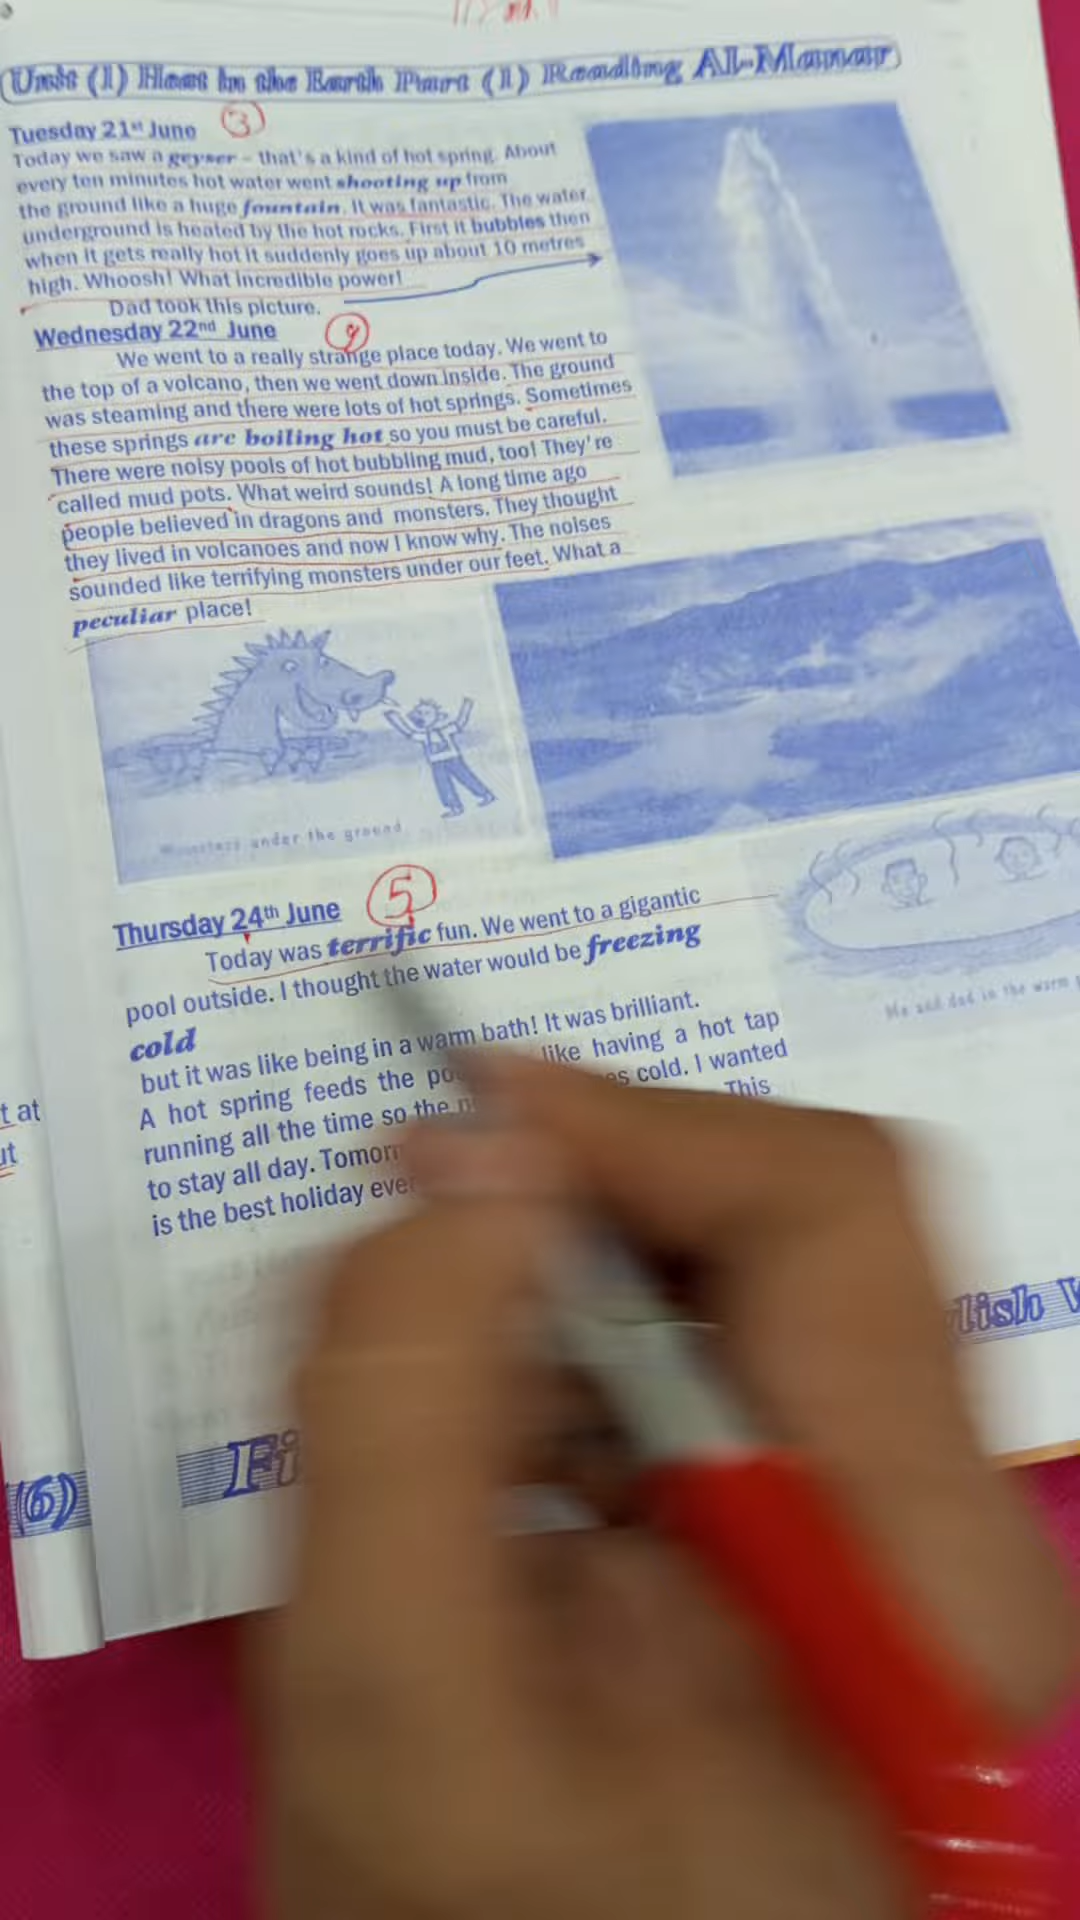 Unit (1) Heat in the Earth Part (1) Reading Al-Manar
Tuesday 21st June
3
Today we saw a geyser – that's a kind of hot spring. About
every ten minutes hot water went shooting up from
the ground like a huge fountain. It was fantastic. The water
underground is heated by the hot rocks. First it bubbles then
when it gets really hot it suddenly goes up about 10 metres
high. Whoosh! What incredible power!
Dad took this picture.
Wednesday 22nd June
We went to a really strange place today. We went to
the top of a volcano, then we went down inside. The ground
was steaming and there were lots of hot springs. Sometimes
these springs are boiling hot so you must be careful.
There were noisy pools of hot bubbling mud, too! They're
called mud pots. What weird sounds! A long time ago
people believed in dragons and monsters. They thought
they lived in volcanoes and now I know why. The noises
sounded like terrifying monsters under our feet. What a
peculiar place!
Monsters under the ground
Thursday 24th June
5
Today was terrific fun. We went to a gigantic
pool outside. I thought the water would be freezing
cold
but it was like being in a warm bath! It was brilliant.
A hot spring feeds the like having a hot tap
running all the time so the cold. I wanted
to stay all day. This
is the best holiday
Me and dad in the warm
t at
ut
(6)